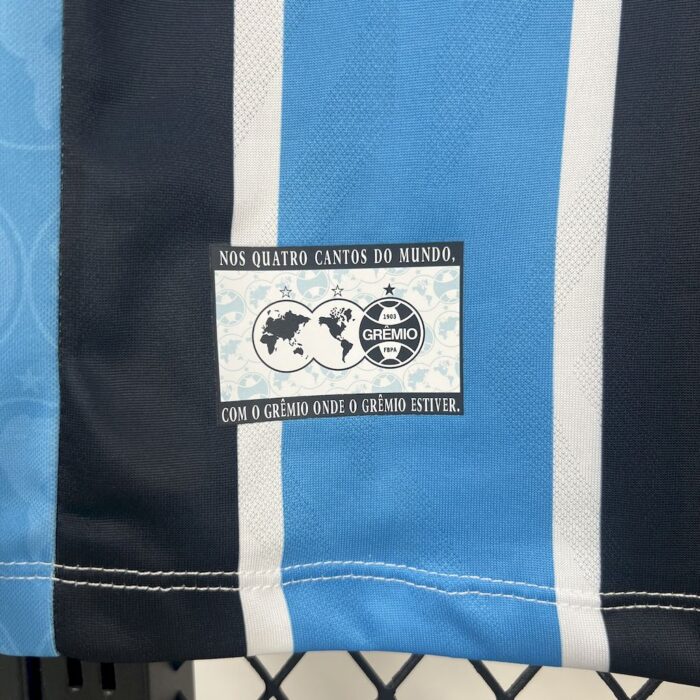 NOS QUATRO CANTOS DO MUNDO,
1903
GRÊMIO
FBPA
COM O GRÊMIO ONDE O GRÊMIO ESTIVER.